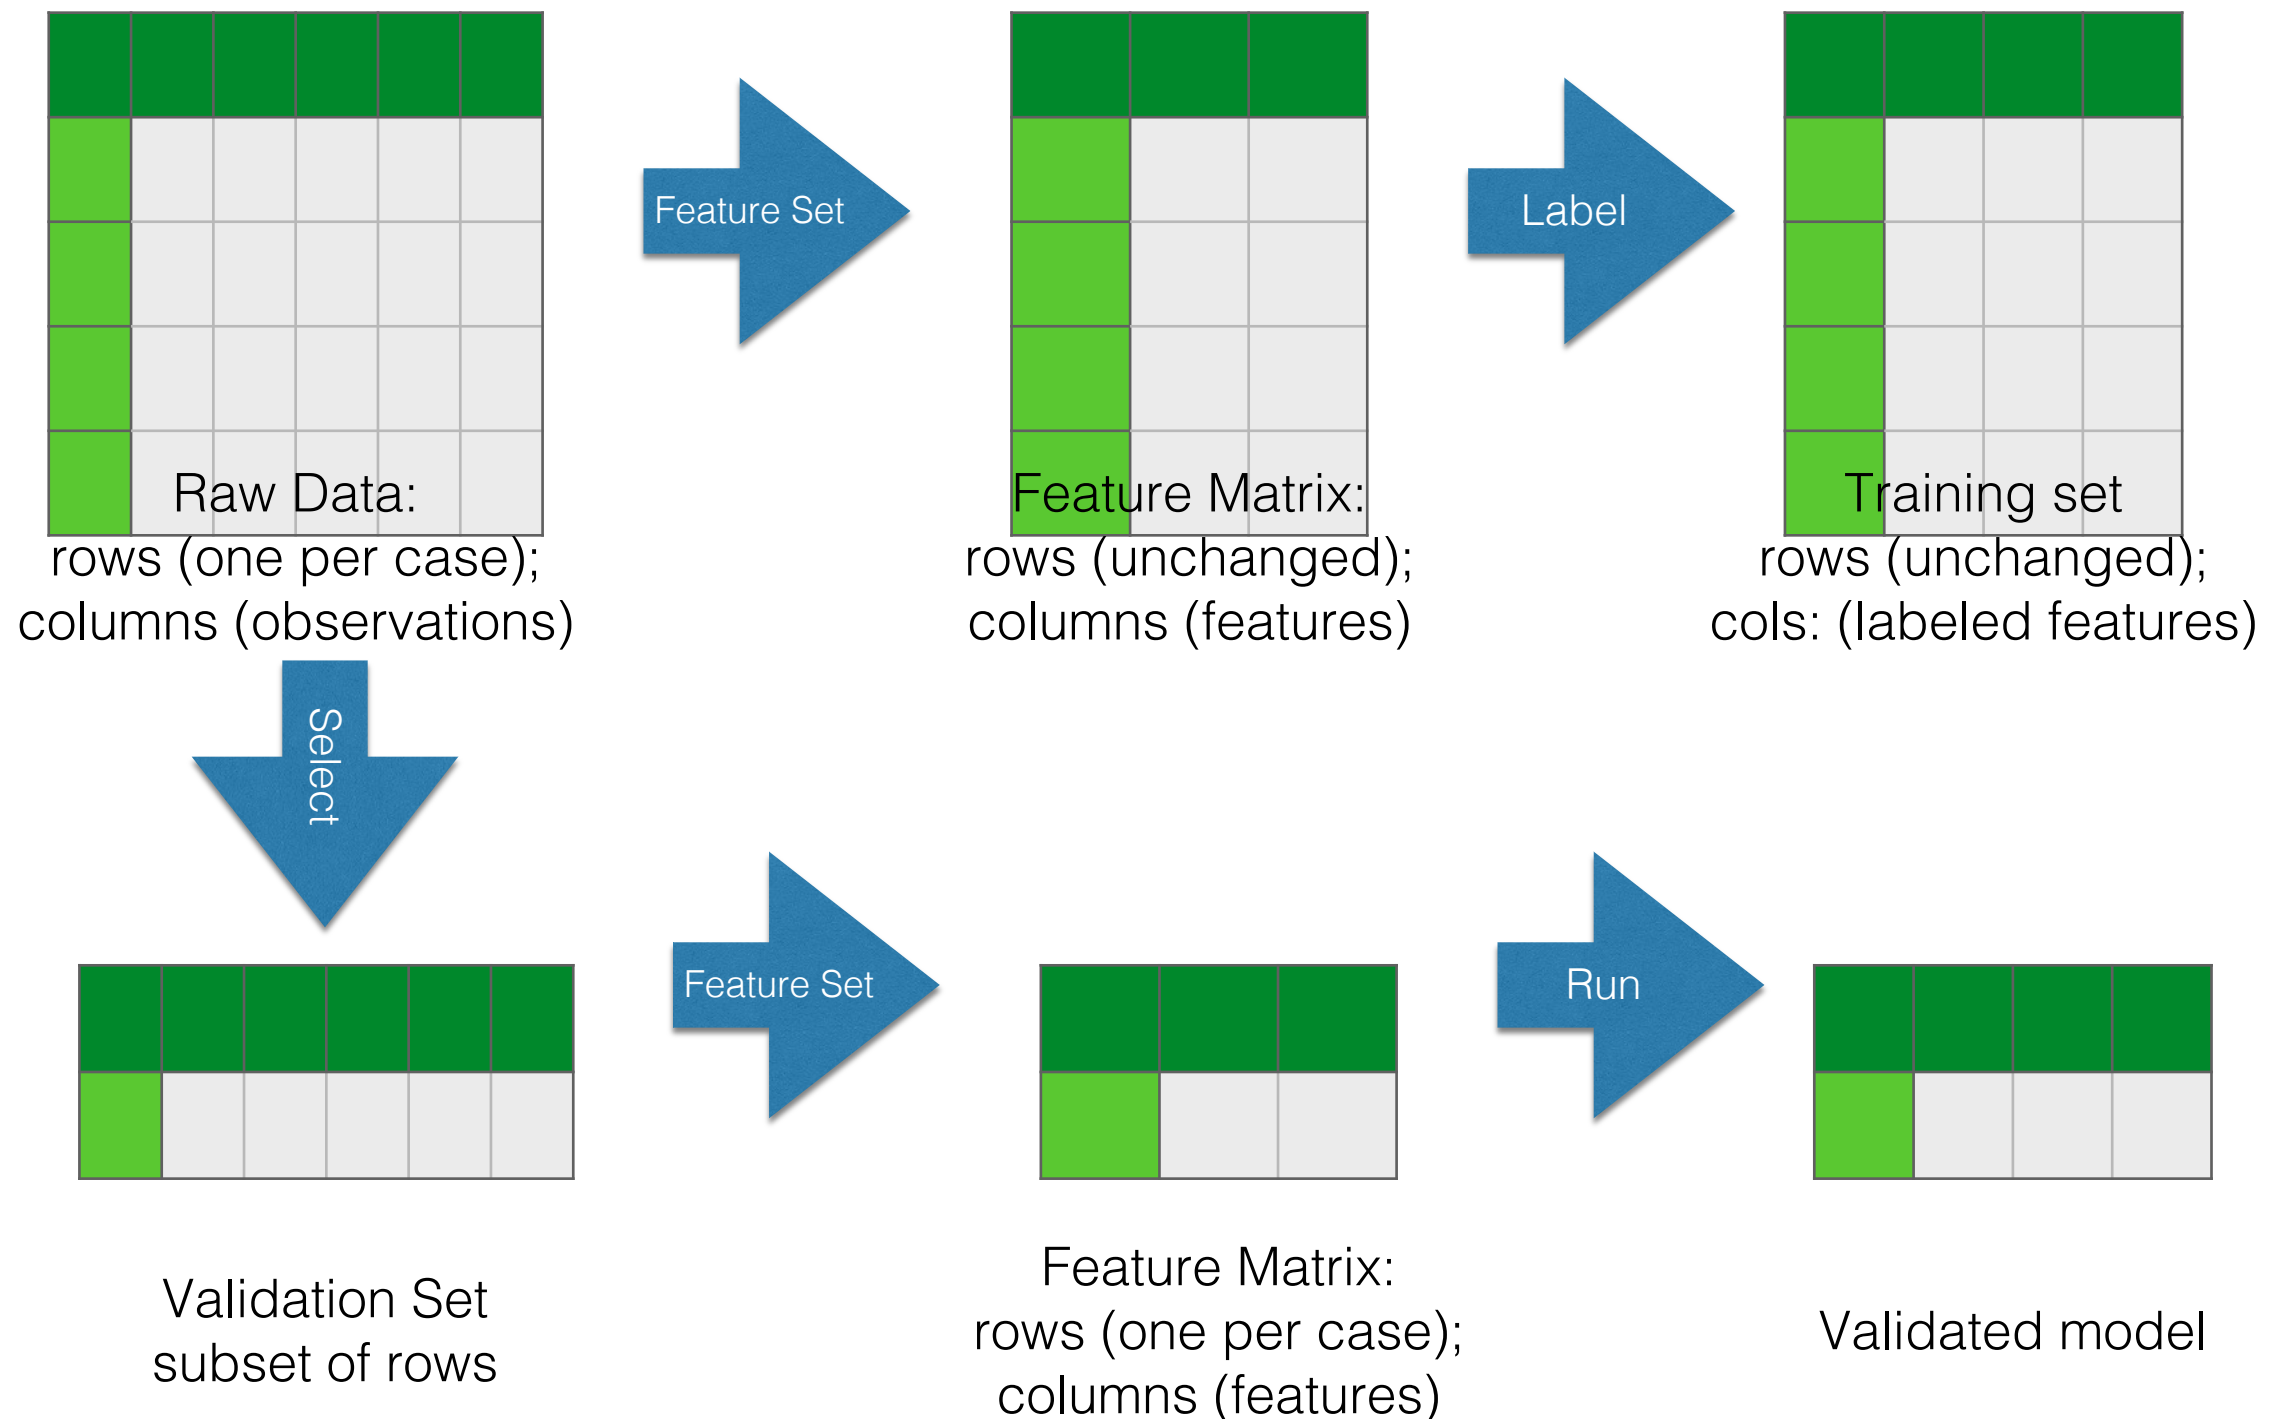 Feature Set
Label
Raw Data:
rows (one per case);
columns (observations)
Feature Matrix:
rows (unchanged);
columns (features)
Training set
rows (unchanged);
cols: (labeled features)
Select
Feature Set
Run
Validation Set
subset of rows
Feature Matrix:
rows (one per case);
columns (features)
Validated model